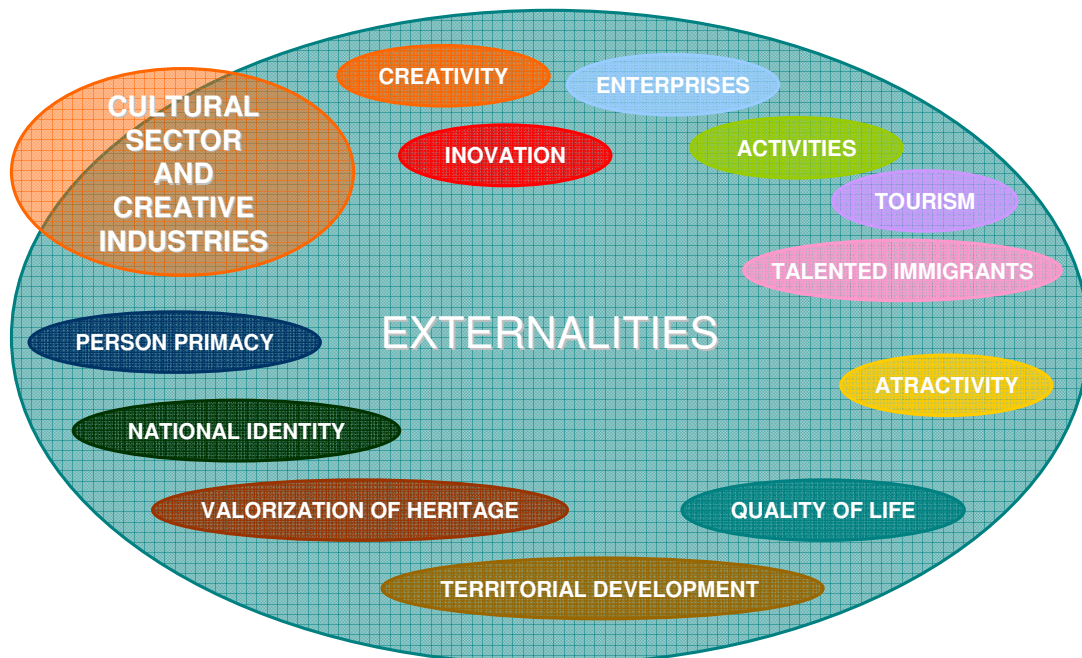 CREATIVITY
ENTERPRISES
CULTURAL
SECTOR
AND
CREATIVE
INDUSTRIES
INOVATION
ACTIVITIES
TOURISM
TALENTED IMMIGRANTS
PERSON PRIMACY
EXTERNALITIES
ATRACTIVITY
NATIONAL IDENTITY
VALORIZATION OF HERITAGE
QUALITY OF LIFE
TERRITORIAL DEVELOPMENT